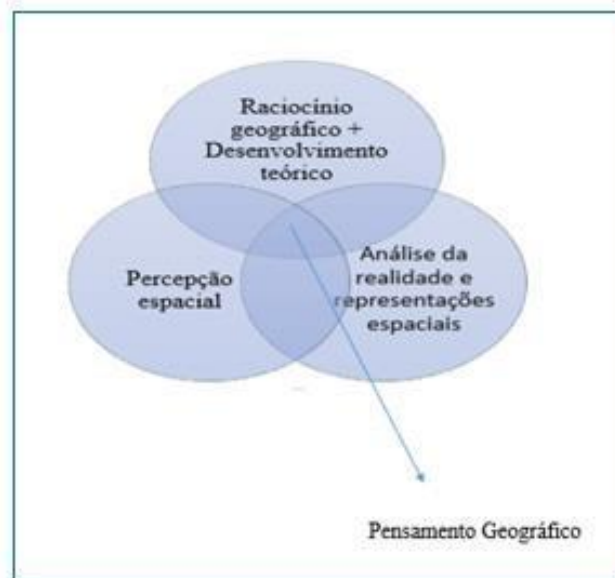 Raciocínio
geográfico +
Desenvolvimento
teórico
Percepção
espacial
Análise da
realidade e
representações
espaciais
Pensamento Geográfico